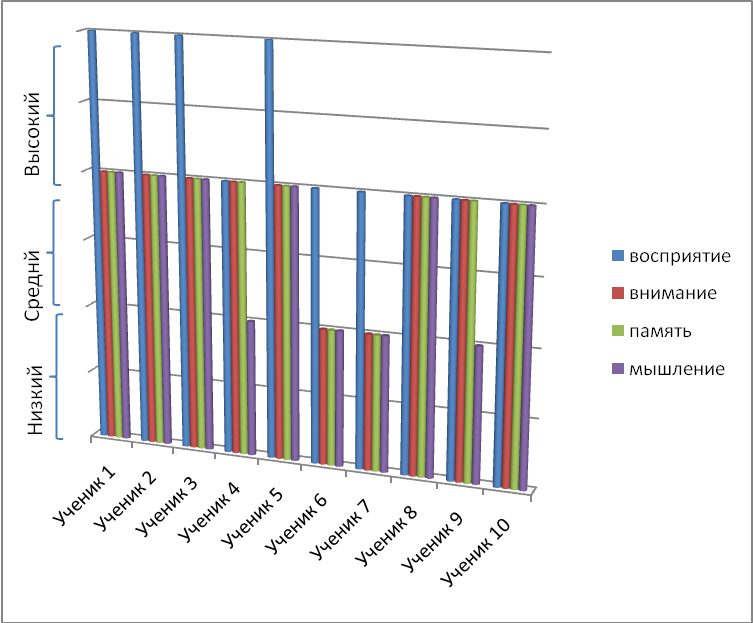 Высокий
Среднй
Низкий
Ученик 1
Ученик 2
Ученик 3
Ученик 4
Ученик 5
Ученик 6
Ученик 7
Ученик 8
Ученик 9
Ученик 10
восприятие
внимание
память
мышление